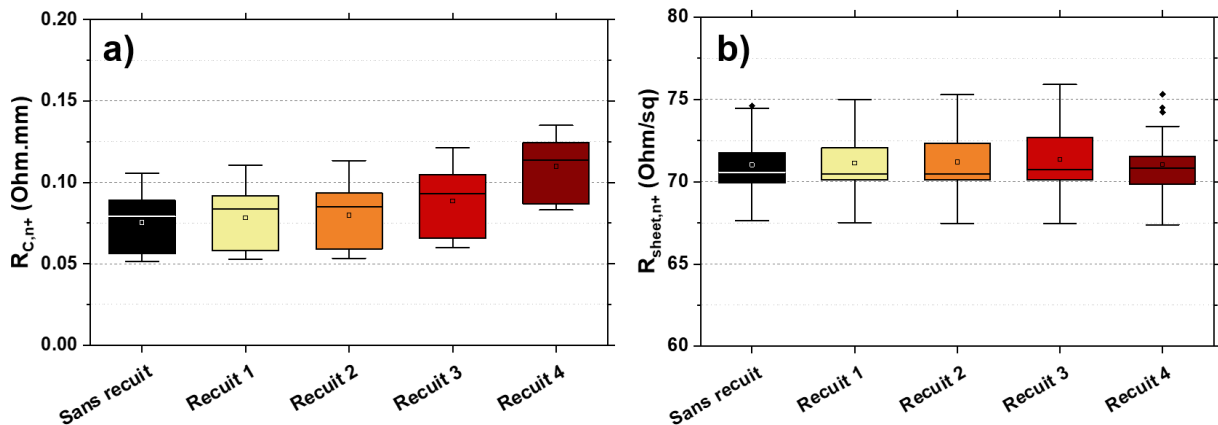 a)
R_C,n+ (Ohm.mm)
0.20
0.15
0.10
0.05
0.00
Sans recuit
Recuit 1
Recuit 2
Recuit 3
Recuit 4
b)
R_sheet,n+ (Ohm/sq)
80
75
70
65
60
Sans recuit
Recuit 1
Recuit 2
Recuit 3
Recuit 4